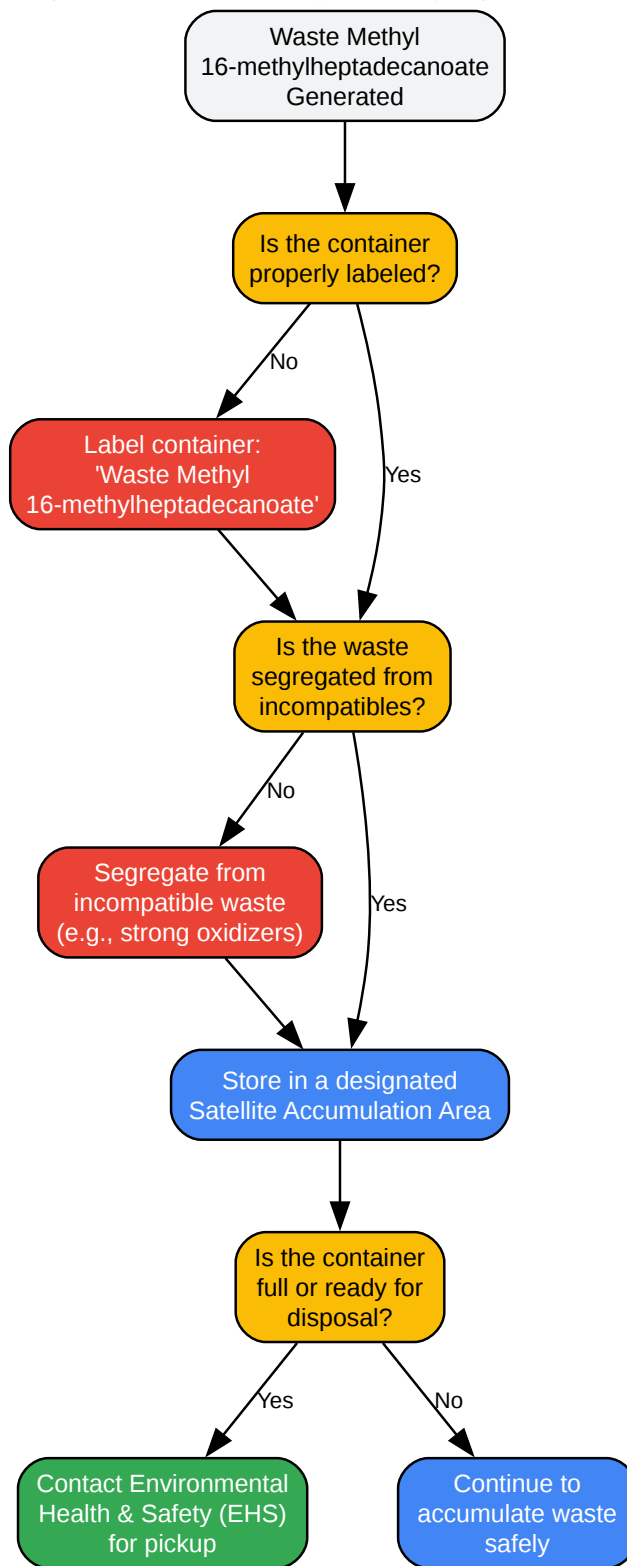 Waste Methyl
16-methylheptadecanoate
Generated
Is the container
properly labeled?
No
Yes
Label container:
'Waste Methyl
16-methylheptadecanoate'
Is the waste
segregated from
incompatibles?
No
Yes
Segregate from
incompatible waste
(e.g., strong oxidizers)
Store in a designated
Satellite Accumulation Area
Is the container
full or ready for
disposal?
Yes
No
Contact Environmental
Health & Safety (EHS)
for pickup
Continue to
accumulate waste
safely